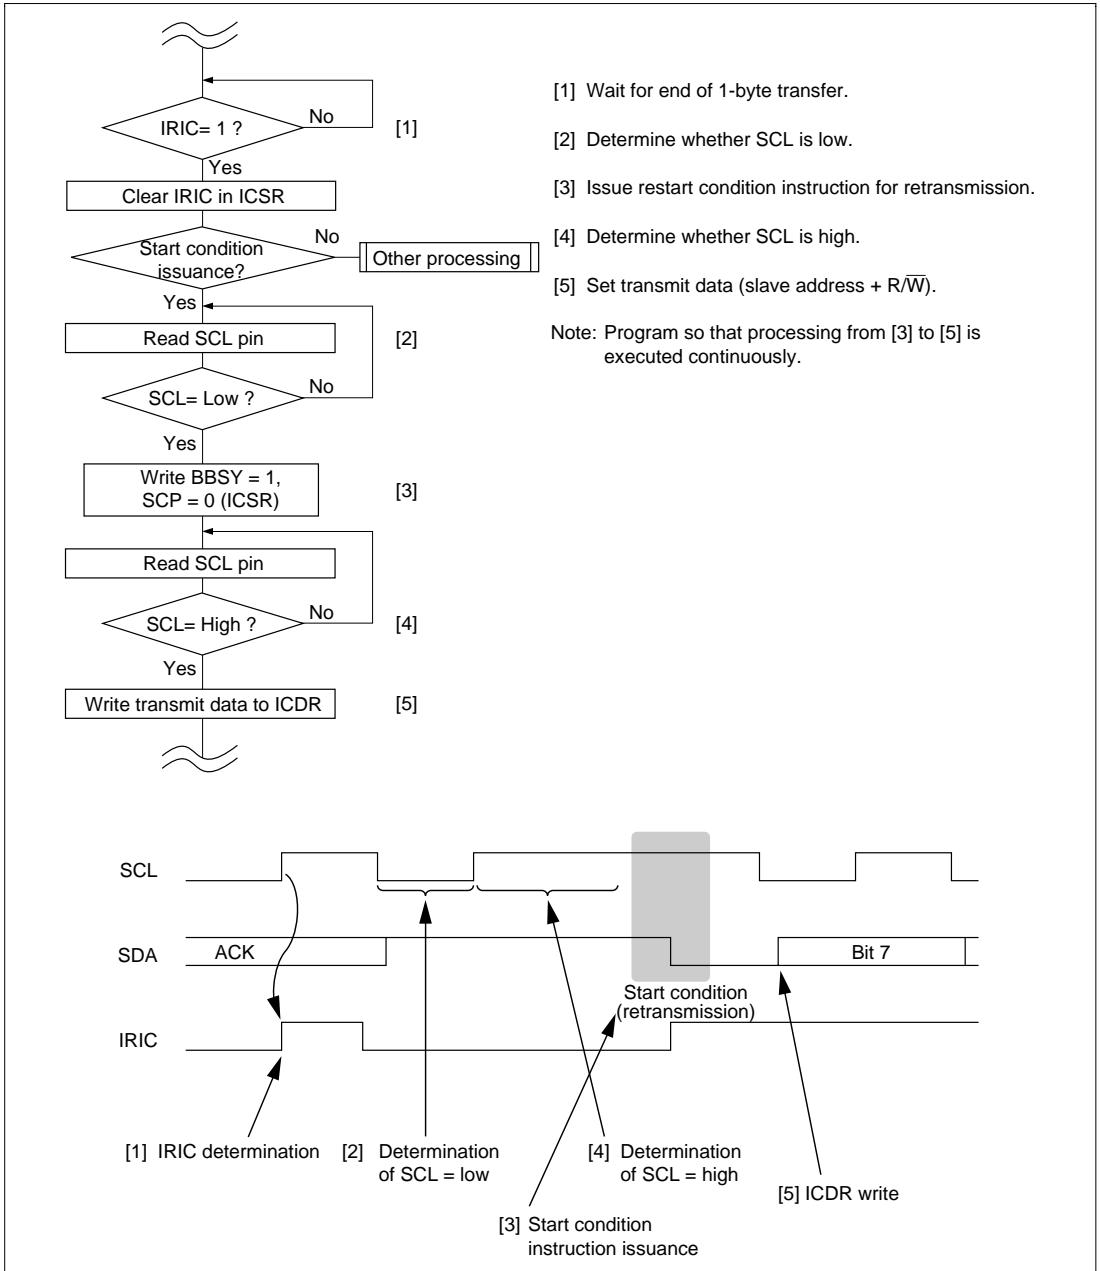 IRIC= 1 ?
No
[1]
Yes
Clear IRIC in ICSR
Start condition
issuance?
No
Other processing
Yes
Read SCL pin
[2]
SCL= Low ?
No
Yes
Write BBSY = 1,
SCP = 0 (ICSR)
[3]
Read SCL pin
SCL= High ?
No
[4]
Yes
Write transmit data to ICDR
[5]
[1] Wait for end of 1-byte transfer.
[2] Determine whether SCL is low.
[3] Issue restart condition instruction for retransmission.
[4] Determine whether SCL is high.
[5] Set transmit data (slave address + R/W̅).
Note: Program so that processing from [3] to [5] is
executed continuously.
SCL
SDA
ACK
Bit 7
Start condition
(retransmission)
IRIC
[1] IRIC determination
[2] Determination
of SCL = low
[4] Determination
of SCL = high
[5] ICDR write
[3] Start condition
instruction issuance